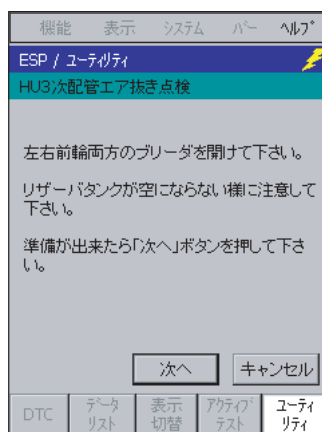 機能 表示 システム バー ヘルプ
ESP / ユーティリティ
HU3次配管エア抜き点検
左右前輪両方のブリーダを開けて下さい。
リザーバタンクが空にならない様に注意して
下さい。
準備が出来たら「次へ」ボタンを押して下さ
い。
次へ キャンセル
DTC データ 表示 アクティブ ユーティ
リスト 切替 テスト リティ